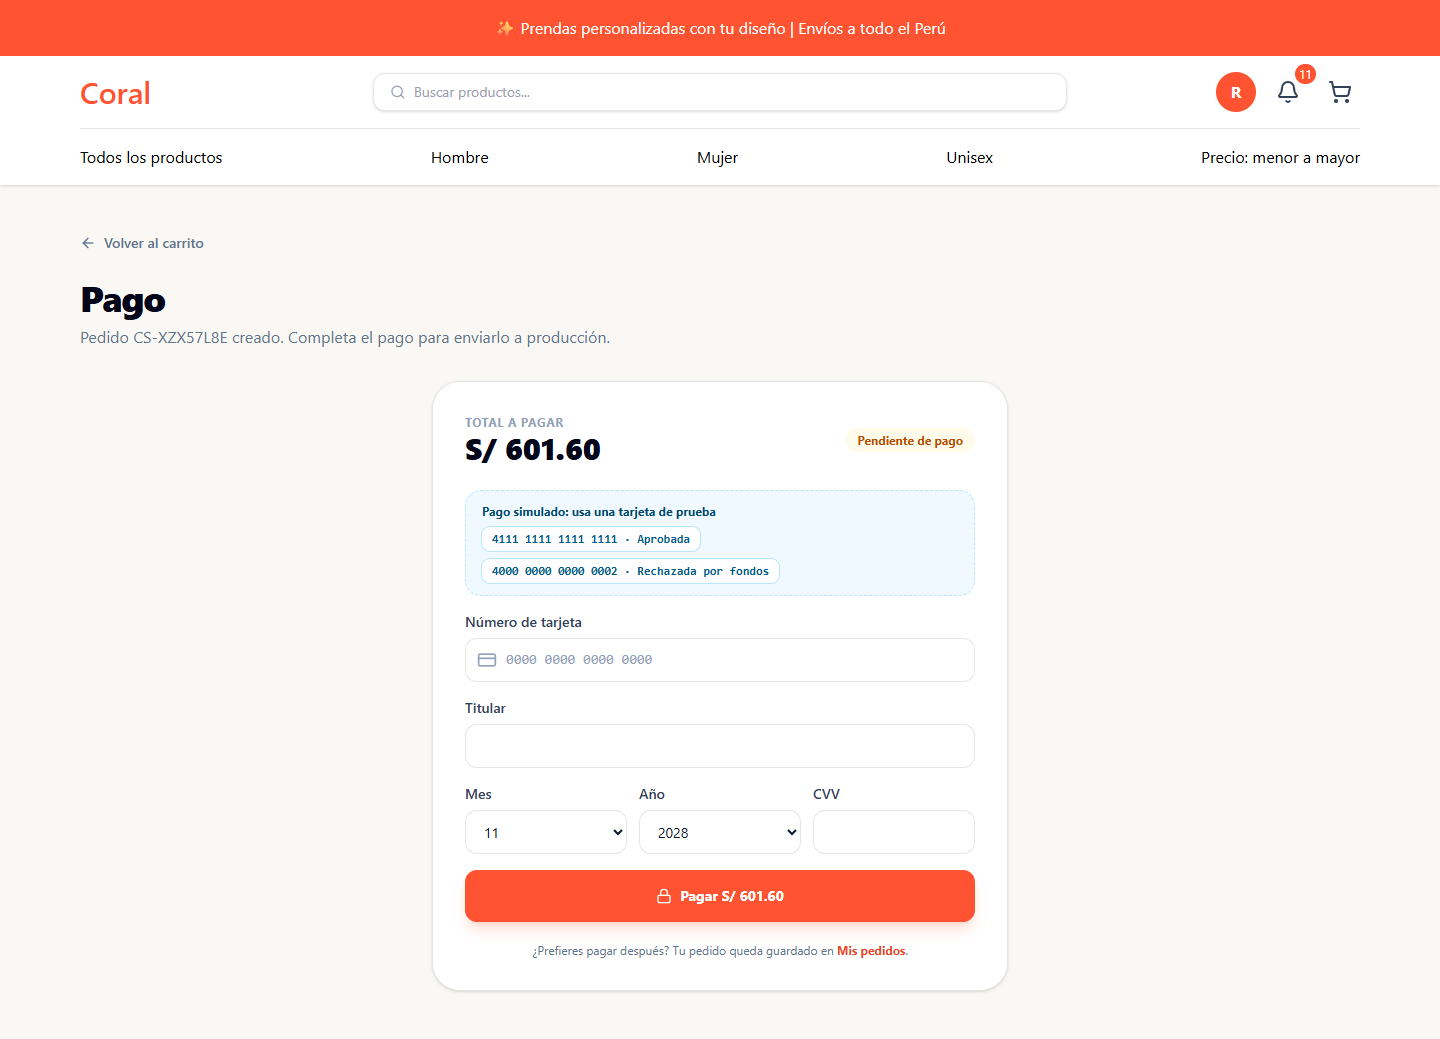 ✨ Prendas personalizadas con tu diseño | Envíos a todo el Perú
Coral
Buscar productos...
R
11
Todos los productos
Hombre
Mujer
Unisex
Precio: menor a mayor
Volver al carrito
Pago
Pedido CS-XZX57L8E creado. Completa el pago para enviarlo a producción.
TOTAL A PAGAR
S/ 601.60
Pendiente de pago
Pago simulado: usa una tarjeta de prueba
4111 1111 1111 1111 · Aprobada
4000 0000 0000 0002 · Rechazada por fondos
Número de tarjeta
0000 0000 0000 0000
Titular
Mes
Año
CVV
11
2028
Pagar S/ 601.60
¿Prefieres pagar después? Tu pedido queda guardado en Mis pedidos.